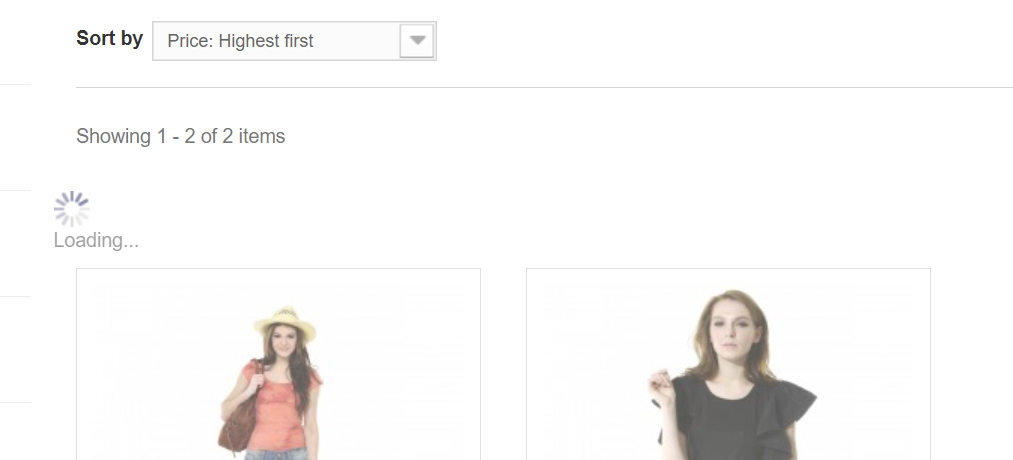 Sort by
Price: Highest first
Showing 1 - 2 of 2 items
Loading...